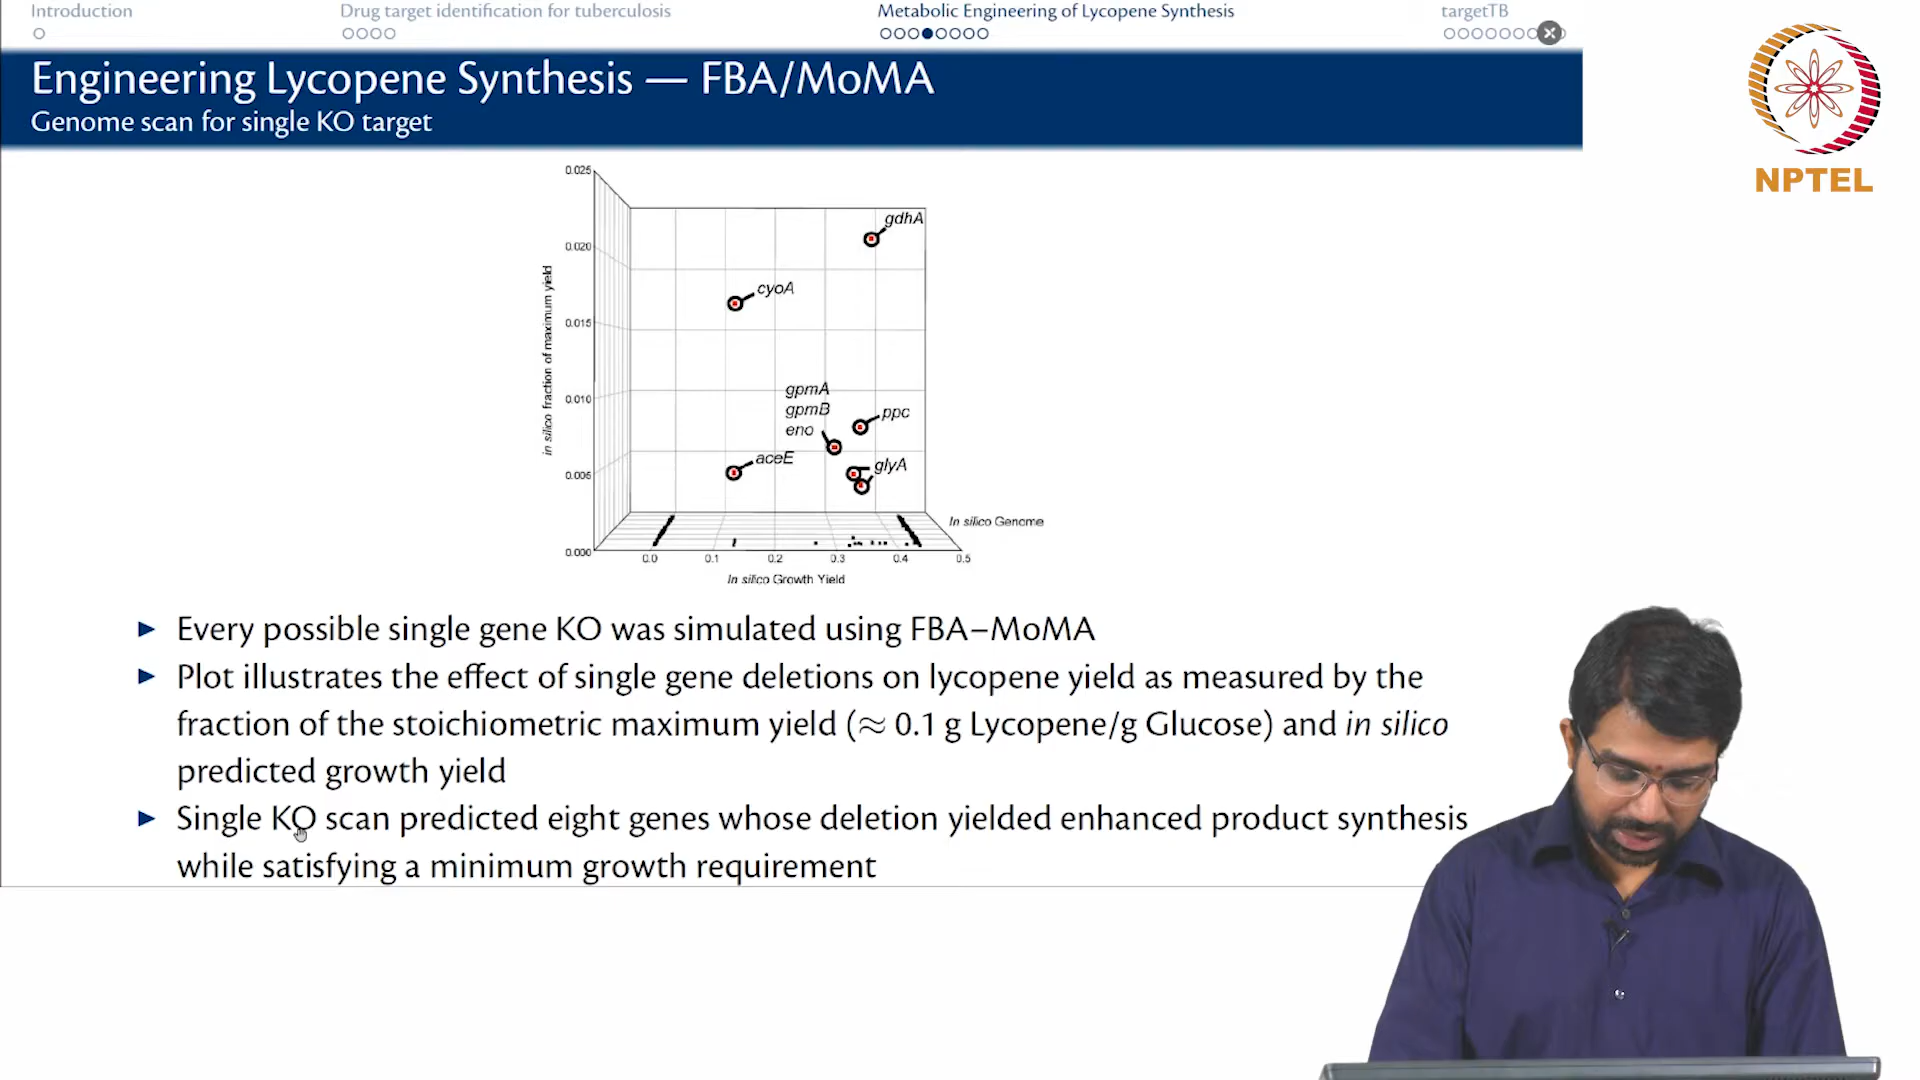 Introduction
Drug target identification for tuberculosis
Metabolic Engineering of Lycopene Synthesis
targetTB
Engineering Lycopene Synthesis — FBA/MoMA
Genome scan for single KO target
NPTEL
0.025
0.020
0.015
0.010
0.005
0.000
in silico fraction of maximum yield
gdhA
cyoA
gpmA
gpmB
eno
ppc
aceE
glyA
In silico Genome
0.0 0.1 0.2 0.3 0.4 0.5
In silico Growth Yield
► Every possible single gene KO was simulated using FBA–MoMA
► Plot illustrates the effect of single gene deletions on lycopene yield as measured by the
fraction of the stoichiometric maximum yield (≈ 0.1 g Lycopene/g Glucose) and in silico
predicted growth yield
► Single KO scan predicted eight genes whose deletion yielded enhanced product synthesis
while satisfying a minimum growth requirement